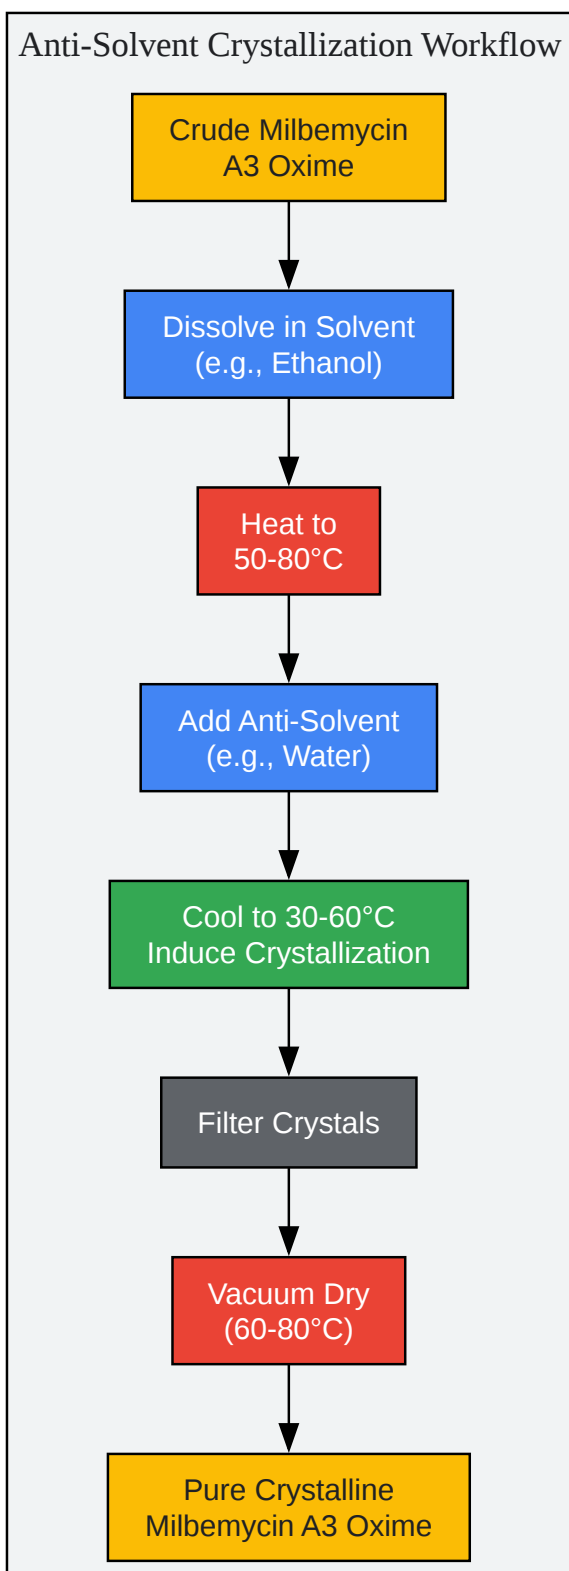 Anti-Solvent Crystallization Workflow
Crude Milbemycin
A3 Oxime
Dissolve in Solvent
(e.g., Ethanol)
Heat to
50-80°C
Add Anti-Solvent
(e.g., Water)
Cool to 30-60°C
Induce Crystallization
Filter Crystals
Vacuum Dry
(60-80°C)
Pure Crystalline
Milbemycin A3 Oxime